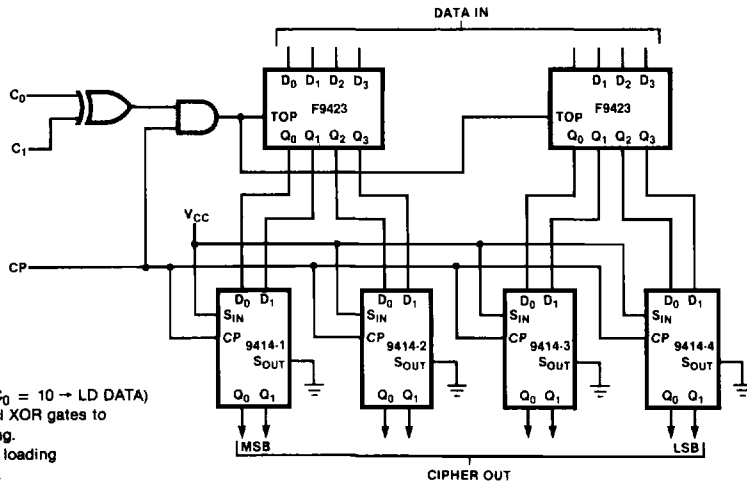 DATA IN
D0 D1 D2 D3
F9423
TOP
Q0 Q1 Q2 Q3
D1 D2 D3
F9423
TOP
Q0 Q1 Q2 Q3
C0
C1
VCC
CP
D0 D1
SIN
CP
9414-1
SOUT
Q0 Q1
D0 D1
SIN
CP
9414-2
SOUT
Q0 Q1
D0 D1
SIN
CP
9414-3
SOUT
Q0 Q1
D0 D1
SIN
CP
9414-4
SOUT
Q0 Q1
C0 = 10 → LD DATA)
XOR gates to
loading
MSB
LSB
CIPHER OUT